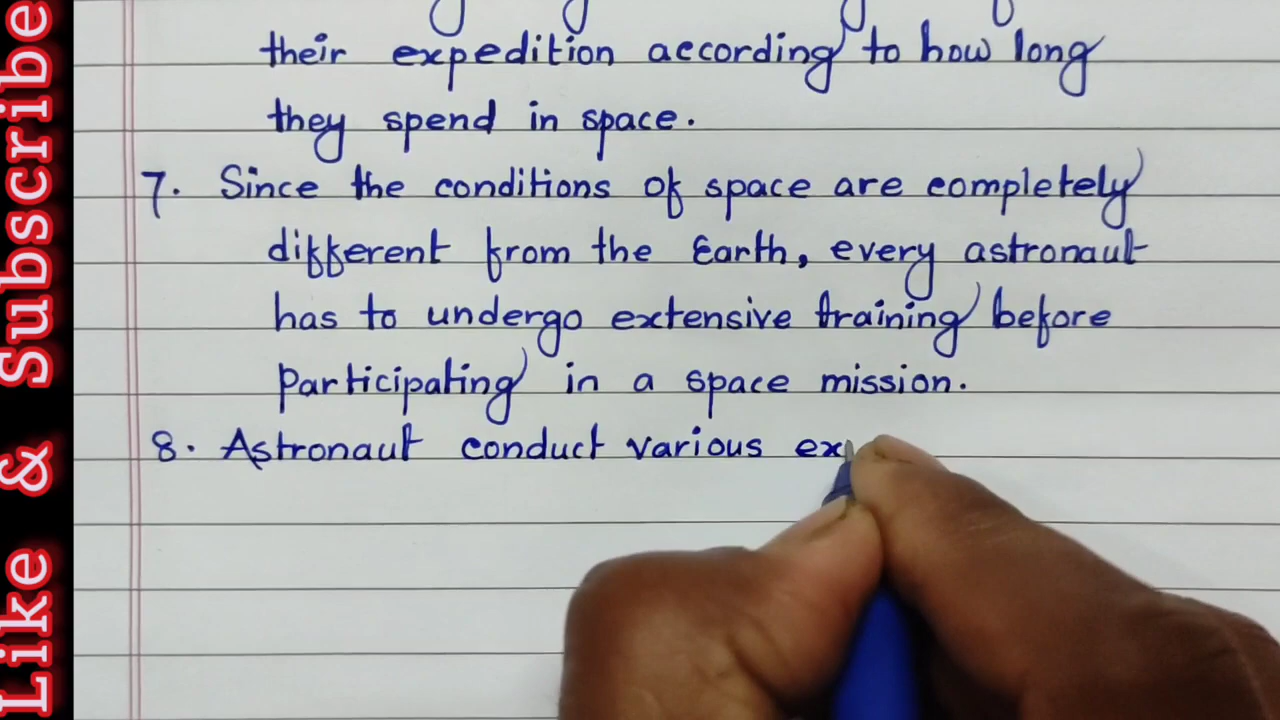 Like & Subscribe
their expedition according to how long
they spend in space.
7. Since the conditions of space are completely
different from the Earth, every astronaut
has to undergo extensive training before
participating in a space mission.
8. Astronaut conduct various ex